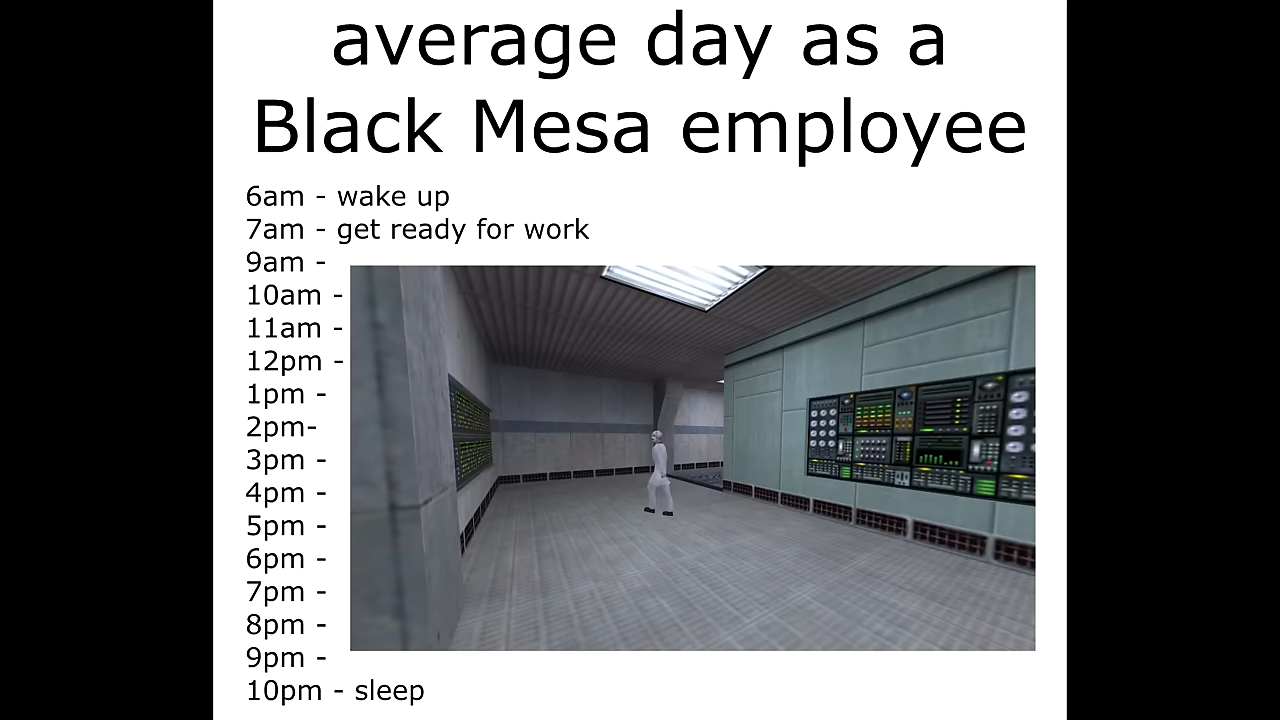 average day as a
Black Mesa employee
6am - wake up
7am - get ready for work
9am -
10am -
11am -
12pm -
1pm -
2pm-
3pm -
4pm -
5pm -
6pm -
7pm -
8pm -
9pm -
10pm - sleep